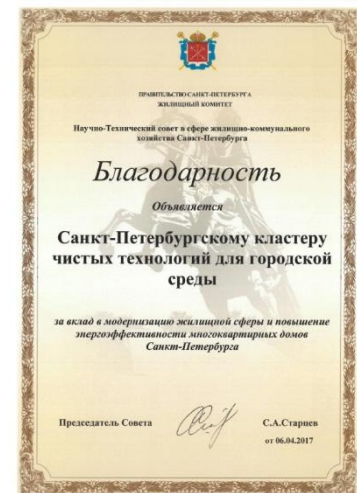 ПРАВИТЕЛЬСТВО САНКТ-ПЕТЕРБУРГА
ЖИЛИЩНЫЙ КОМИТЕТ
Научно-Технический совет в сфере жилищно-коммунального
хозяйства Санкт-Петербурга
Благодарность
Объявляется
Санкт-Петербургскому кластеру
чистых технологий для городской
среды
за вклад в модернизацию жилищной сферы и повышение
энергоэффективности многоквартирных домов
Санкт-Петербурга
Председатель Совета
С.А.Старцев
от 06.04.2017